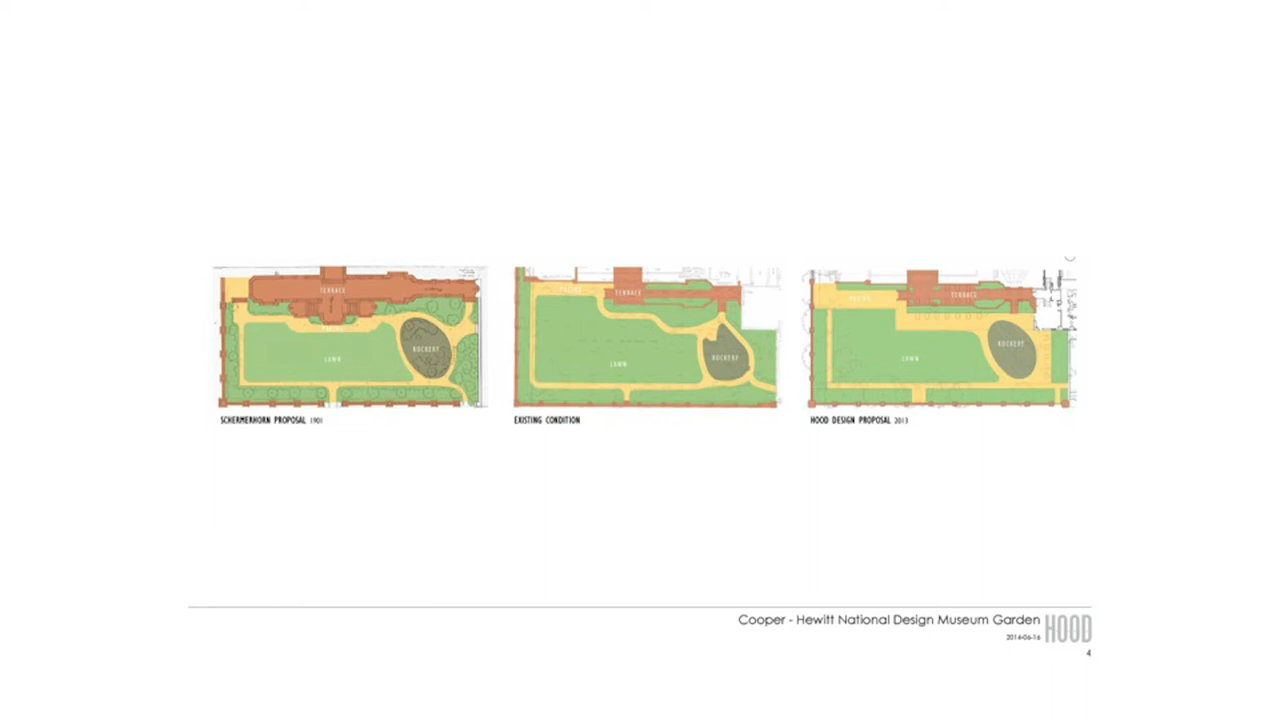 TERRACE
LAWN
ROCKERY
SCHERMERHORN PROPOSAL 1901
TERRACE
LAWN
ROCKERY
EXISTING CONDITION
TERRACE
LAWN
ROCKERY
HOOD DESIGN PROPOSAL 2013
Cooper - Hewitt National Design Museum Garden
HOOD
2014-06-16
4